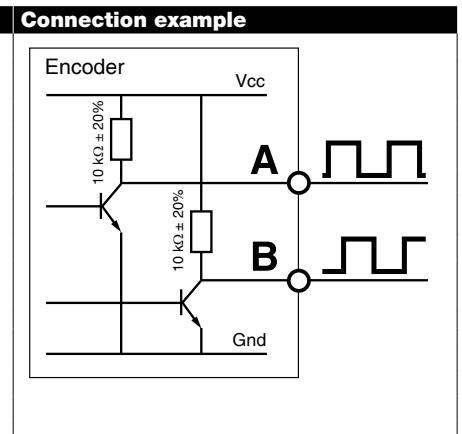 Connection example
Encoder
Vcc
10 kΩ ± 20%
A
10 kΩ ± 20%
B
Gnd